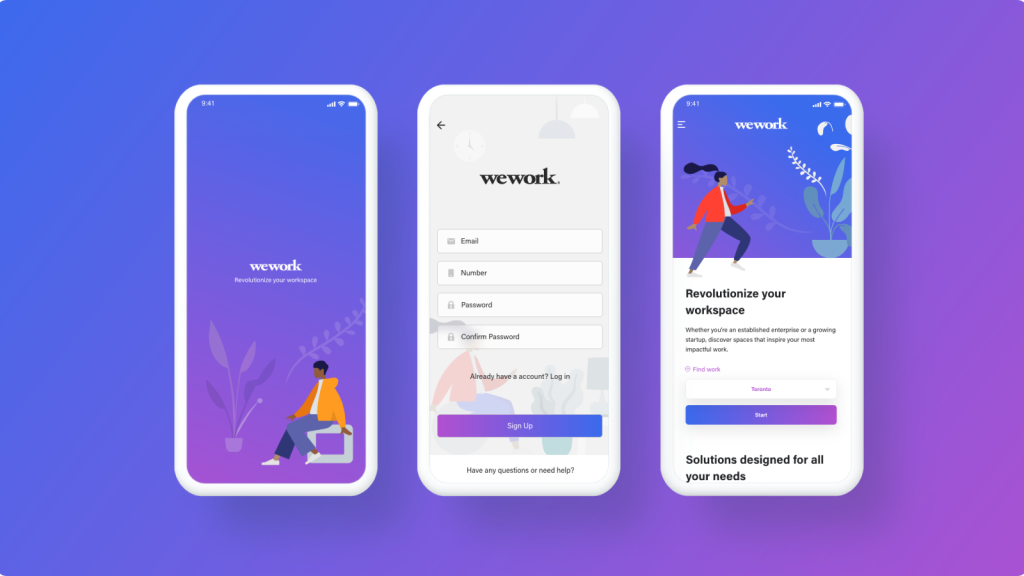 9:41
wework
Revolutionize your workspace
wework.
Email
Number
Password
Confirm Password
Already have a account? Log in
Sign Up
Have any questions or need help?
9:41
wework
Revolutionize your
workspace
Whether you're an established enterprise or a growing
startup, discover spaces that inspire your most
impactful work.
Find work
Toronto
Start
Solutions designed for all
your needs